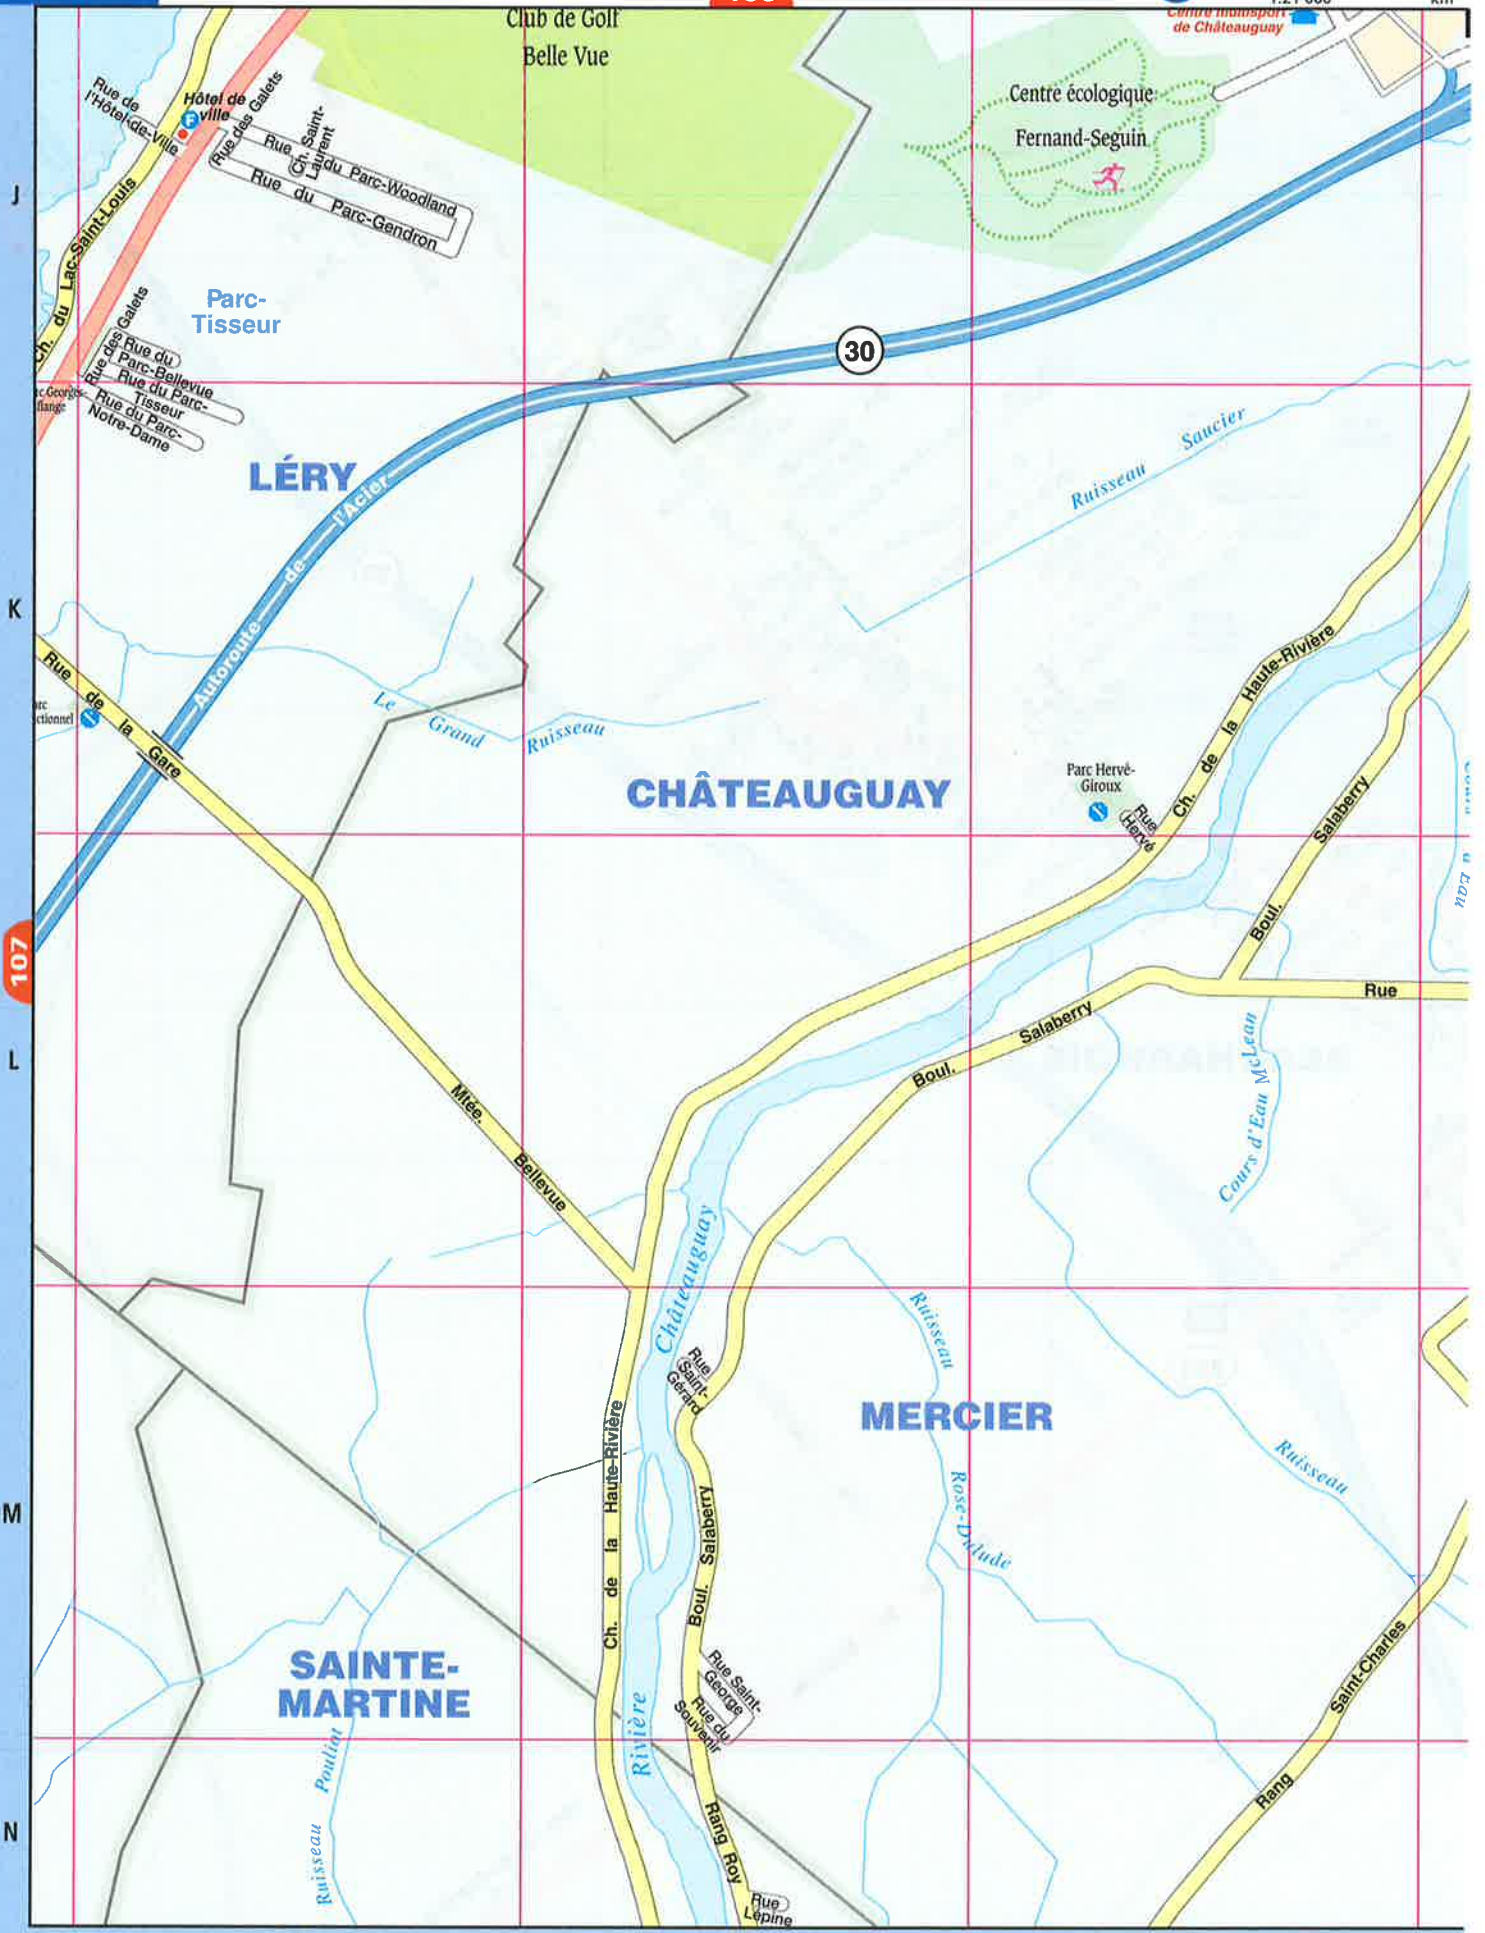 Club de Golf
Belle Vue
Centre multisport
de Châteauguay
km
Centre écologique
Fernand-Seguin
Rue de
l'Hôtel-de-Ville
Hôtel de
ville
F
Rue des Galets
Ch. Saint-
Laurent
Rue du Parc-Woodland
Rue du Parc-Gendron
J
Ch. du Lac-Saint-Louis
Parc-
Tisseur
Rue des Galets
Rue du
Parc-Bellevue
Rue du Parc-
Tisseur
Rue du Parc-
Notre-Dame
30
LÉRY
Autoroute de l'Acier
Ruisseau Saucier
K
Rue de la Gare
Le Grand Ruisseau
CHÂTEAUGUAY
Parc Hervé-
Giroux
Rue
Hervé
Ch. de la Haute-Rivière
Boul. Salaberry
107
Rue
Boul. Salaberry
L
Cours d'Eau McLean
Mtée. Bellevue
Rivière Châteauguay
Rue
Saint-
Gérard
Ruisseau Rose-Didude
MERCIER
Ruisseau
M
Ch. de la Haute-Rivière
Boul. Salaberry
SAINTE-
MARTINE
Rue Saint-
George
Rue du
Souvenir
Rang Saint-Charles
Ruisseau Pouliot
N
Rang Roy
Rue
Lépine